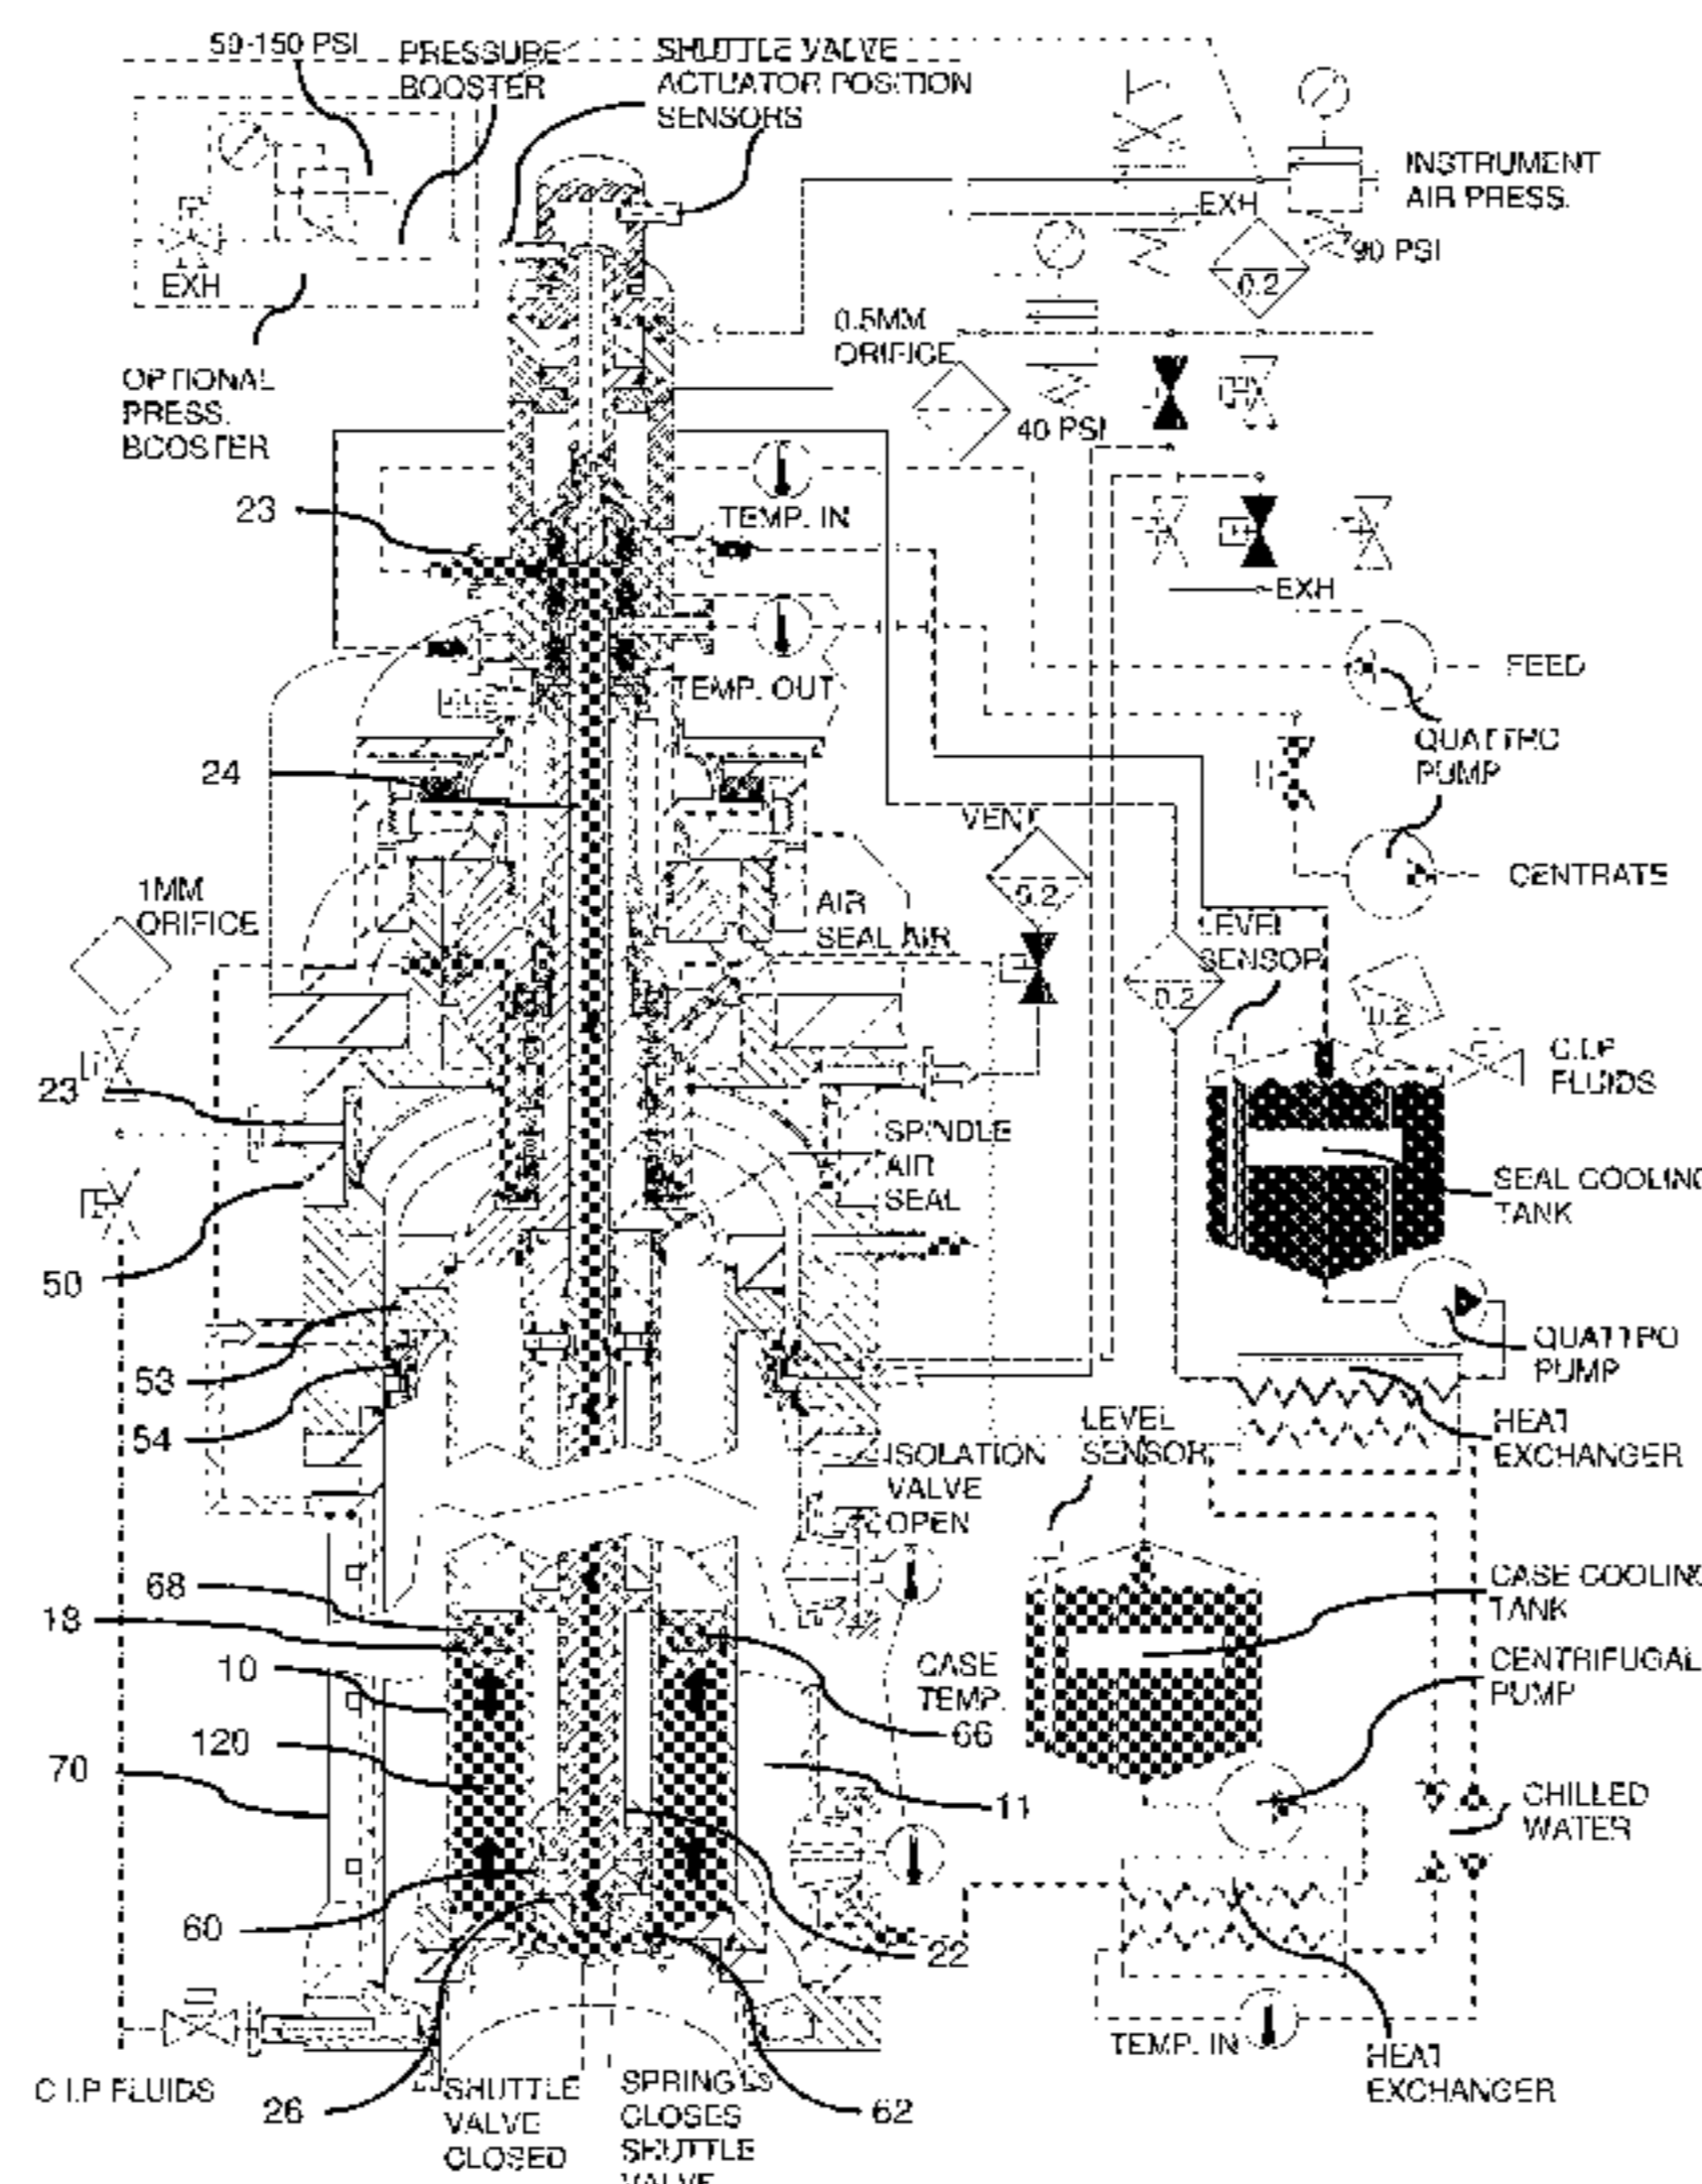 50-150 PSI
PRESSURE
BOOSTER
SHUTTLE VALVE
ACTUATOR POSITION
SENSORS
INSTRUMENT
AIR PRESS.
EXH
90 PSI
0.2
EXH
0.5MM
ORIFICE
OPTIONAL
PRESS.
BOOSTER
40 PSI
23
TEMP. IN
EXH
FEED
TEMP. OUT
QUATTRO
PUMP
24
VENT
CENTRATE
1MM
ORIFICE
0.2
AIR
SEAL AIR
LEVEL
SENSOR
0.2
0.2
C.I.P
FLUIDS
23
SPINDLE
AIR
SEAL
SEAL COOLING
TANK
50
QUATTRO
PUMP
53
54
LEVEL
SENSOR
HEAT
EXCHANGER
ISOLATION
VALVE
OPEN
68
CASE COOLING
TANK
18
10
CASE
TEMP.
CENTRIFUGAL
PUMP
66
120
70
11
CHILLED
WATER
60
22
TEMP. IN
HEAT
EXCHANGER
C.I.P FLUIDS
26
SHUTTLE
VALVE
CLOSED
SPRING
CLOSES
SHUTTLE
VALVE
62